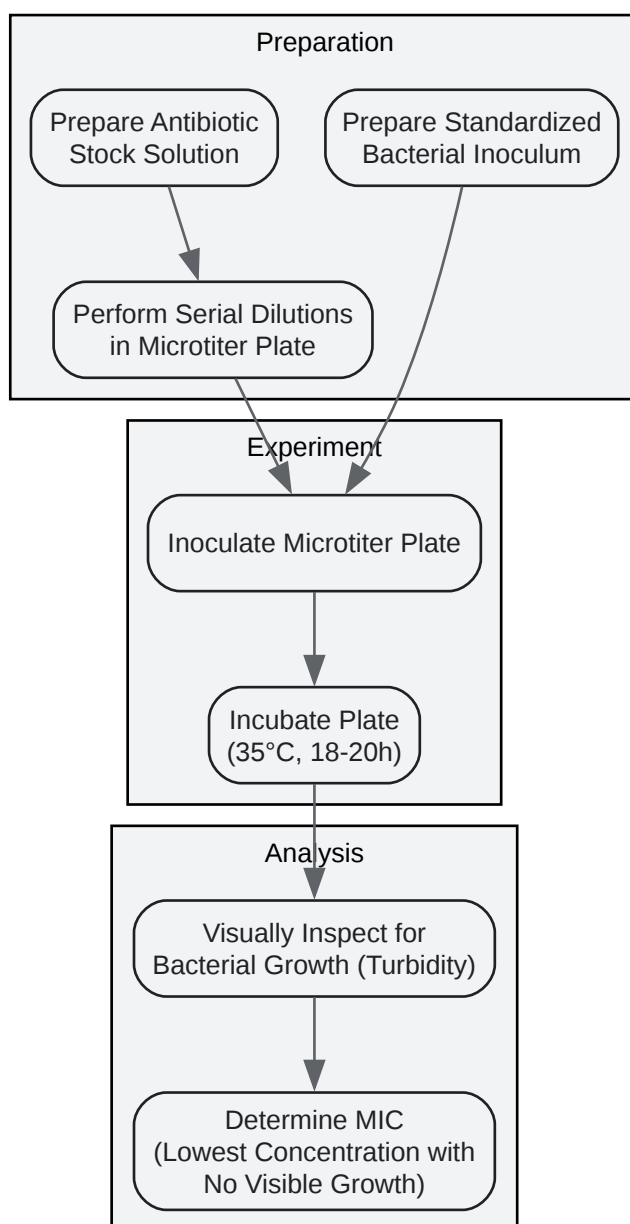 Preparation
Prepare Antibiotic
Stock Solution
Prepare Standardized
Bacterial Inoculum
Perform Serial Dilutions
in Microtiter Plate
Experiment
Inoculate Microtiter Plate
Incubate Plate
(35°C, 18-20h)
Analysis
Visually Inspect for
Bacterial Growth (Turbidity)
Determine MIC
(Lowest Concentration with
No Visible Growth)